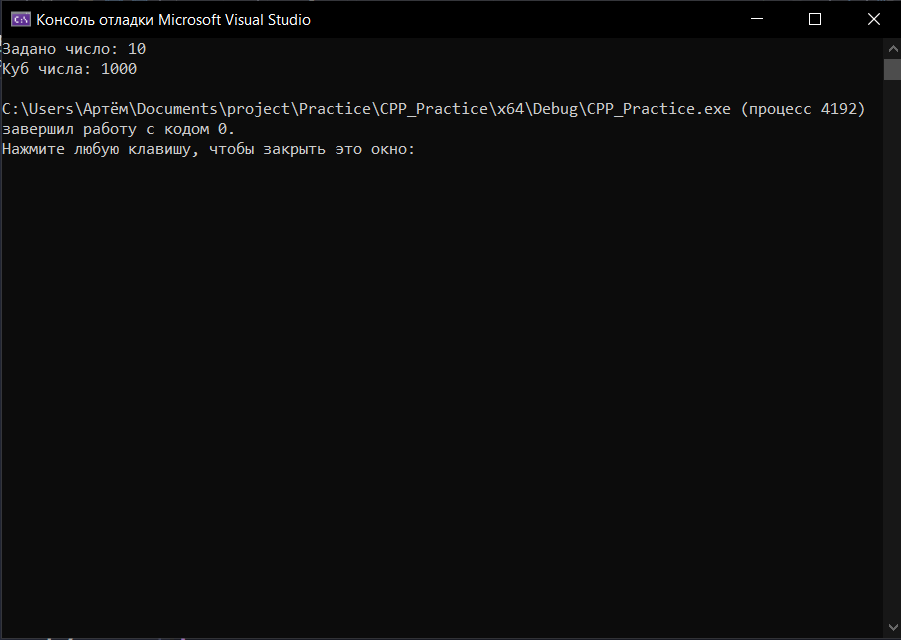 Консоль отладки Microsoft Visual Studio
Задано число: 10
Куб числа: 1000
C:\Users\Артём\Documents\project\Practice\CPP_Practice\x64\Debug\CPP_Practice.exe (процесс 4192)
завершил работу с кодом 0.
Нажмите любую клавишу, чтобы закрыть это окно: